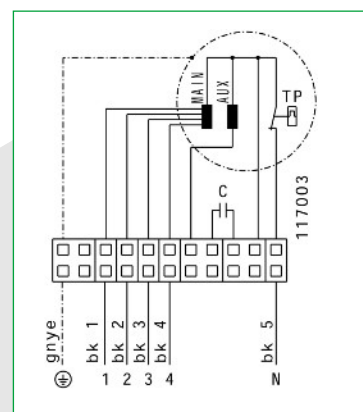 MAIN
AUX
TP
C
117003
gnye
bk 1
bk 2
bk 3
bk 4
bk 5
1 2 3 4 N